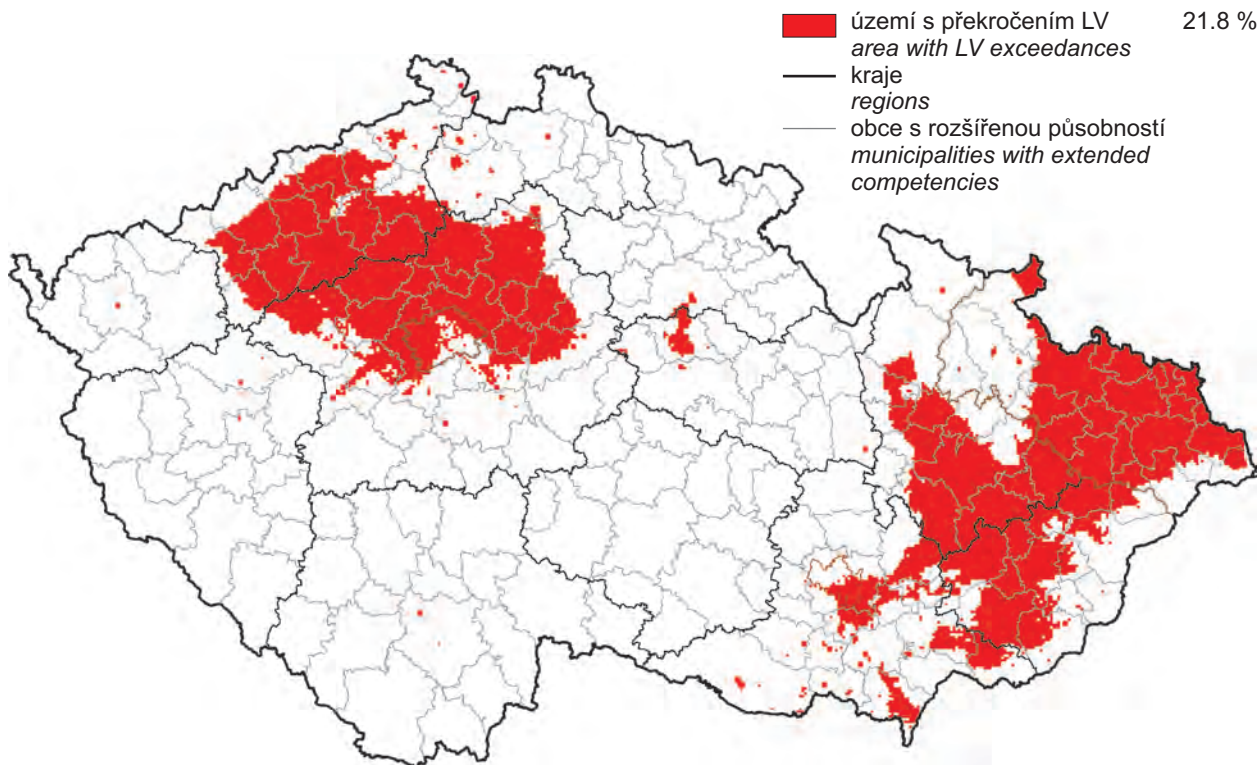 území s překročením LV 21.8 %
area with LV exceedances
kraje
regions
obce s rozšířenou působností
municipalities with extended
competencies